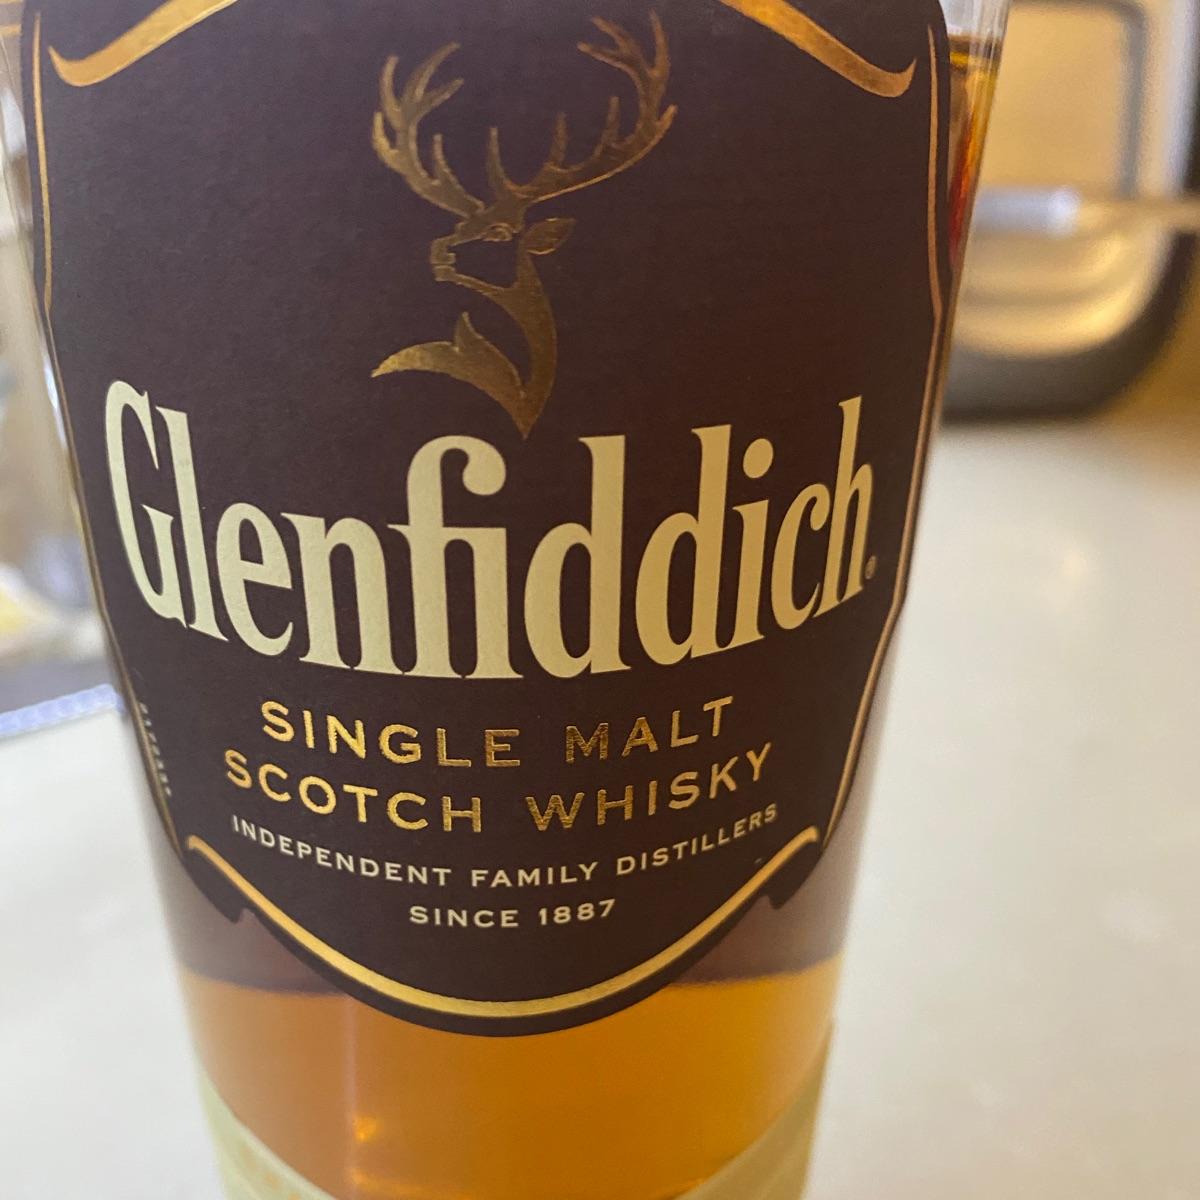 Glenfiddich®
SINGLE MALT
SCOTCH WHISKY
INDEPENDENT FAMILY DISTILLERS
SINCE 1887